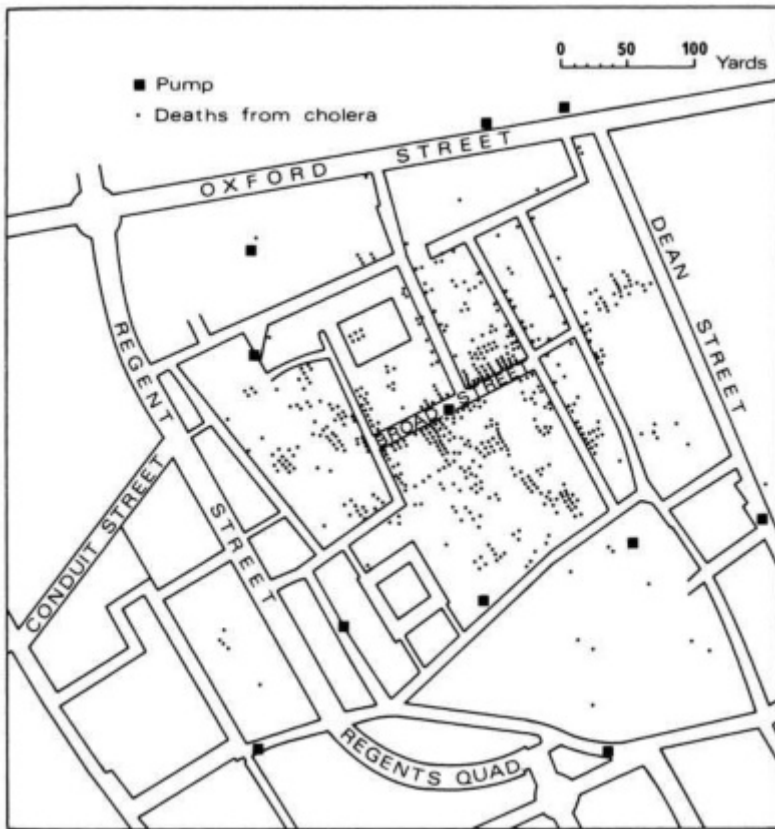 0 50 100
Yards
Pump
Deaths from cholera
OXFORD STREET
DEAN STREET
REGENT STREET
BROAD STREET
CONDUIT STREET
REGENTS QUAD